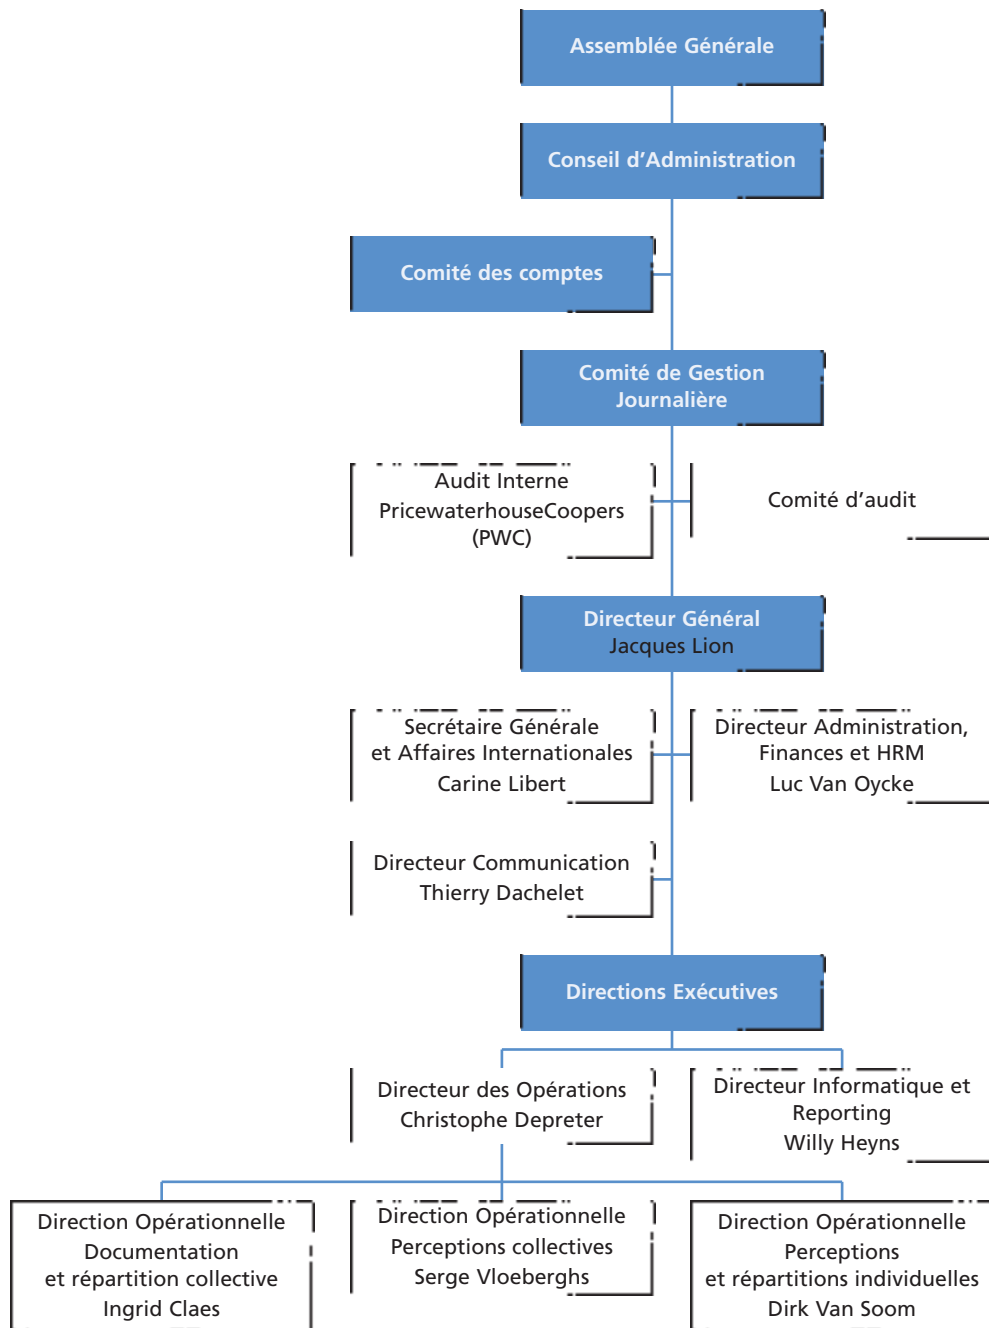 Assemblée Générale
Conseil d’Administration
Comité des comptes
Comité de Gestion
Journalière
Audit Interne
PricewaterhouseCoopers
(PWC)
Comité d’audit
Directeur Général
Jacques Lion
Secrétaire Générale
et Affaires Internationales
Carine Libert
Directeur Administration,
Finances et HRM
Luc Van Oycke
Directeur Communication
Thierry Dachelet
Directions Exécutives
Directeur des Opérations
Christophe Depreter
Directeur Informatique et
Reporting
Willy Heyns
Direction Opérationnelle
Documentation
et répartition collective
Ingrid Claes
Direction Opérationnelle
Perceptions collectives
Serge Vloeberghs
Direction Opérationnelle
Perceptions
et répartitions individuelles
Dirk Van Soom